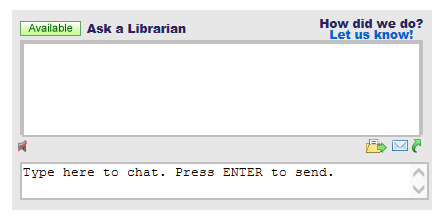 Available
Ask a Librarian
How did we do?
Let us know!
Type here to chat. Press ENTER to send.